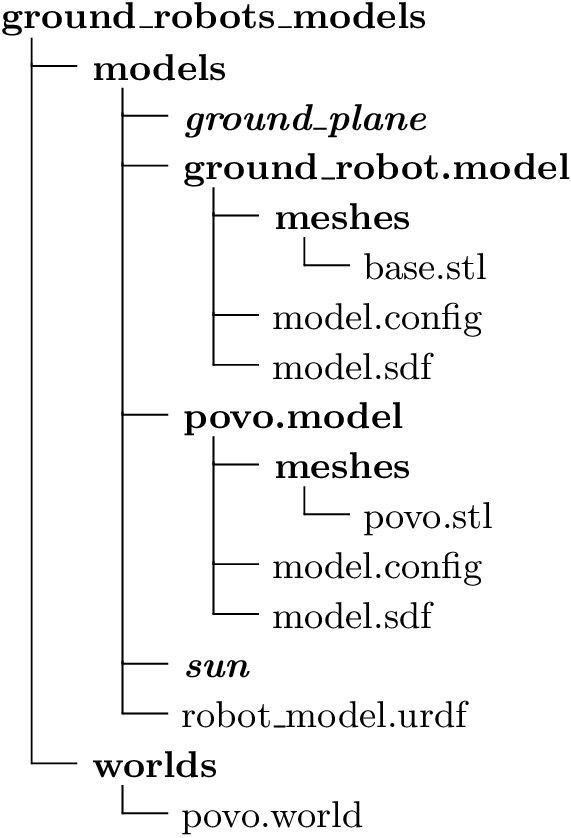 ground_robots_models
models
ground_plane
ground_robot.model
meshes
base.stl
model.config
model.sdf
povo.model
meshes
povo.stl
model.config
model.sdf
sun
robot_model.urdf
worlds
povo.world